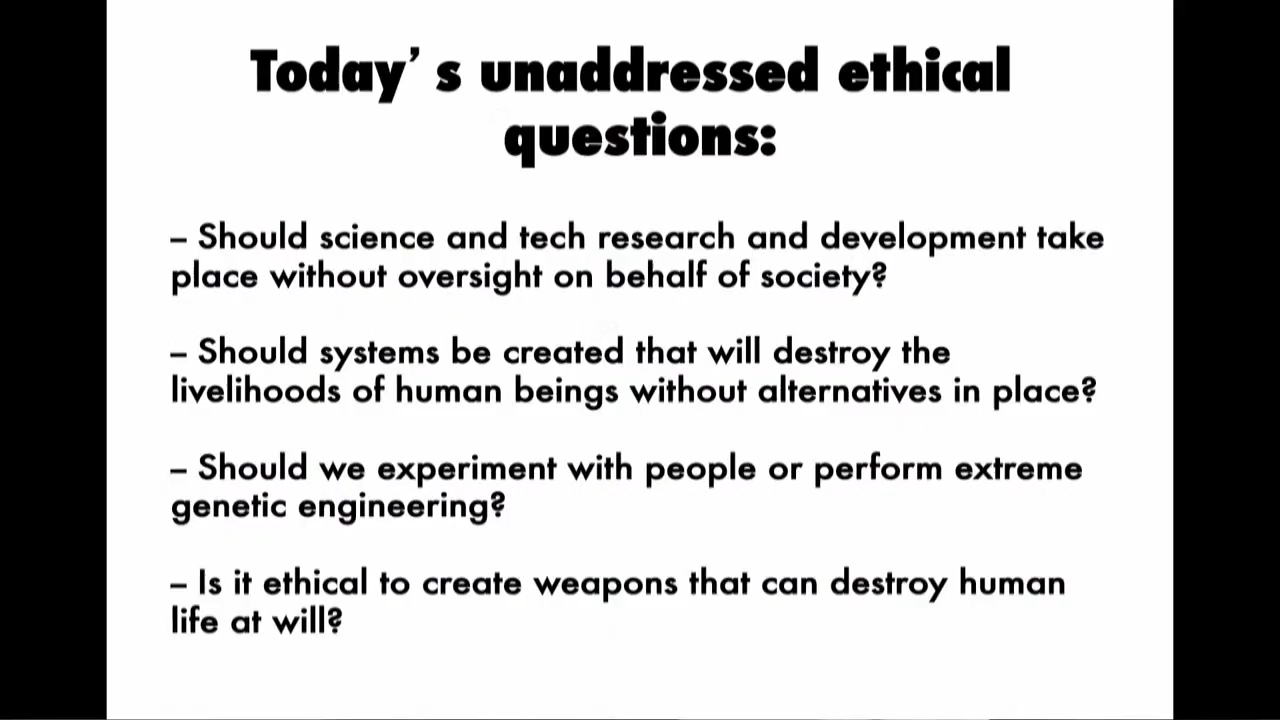 Today’ s unaddressed ethical
questions:
– Should science and tech research and development take
place without oversight on behalf of society?
– Should systems be created that will destroy the
livelihoods of human beings without alternatives in place?
– Should we experiment with people or perform extreme
genetic engineering?
– Is it ethical to create weapons that can destroy human
life at will?